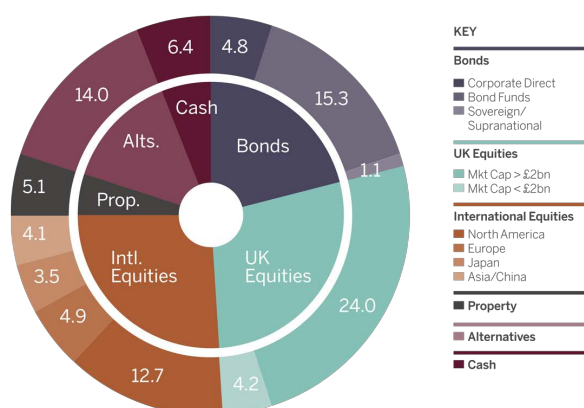 6.4
4.8
14.0
15.3
Cash
Alts.
Bonds
1.1
5.1
Prop.
4.1
Intl.
Equities
UK
Equities
3.5
24.0
4.9
12.7
4.2
KEY
Bonds
Corporate Direct
Bond Funds
Sovereign/
Supranational
UK Equities
Mkt Cap > £2bn
Mkt Cap < £2bn
International Equities
North America
Europe
Japan
Asia/China
Property
Alternatives
Cash